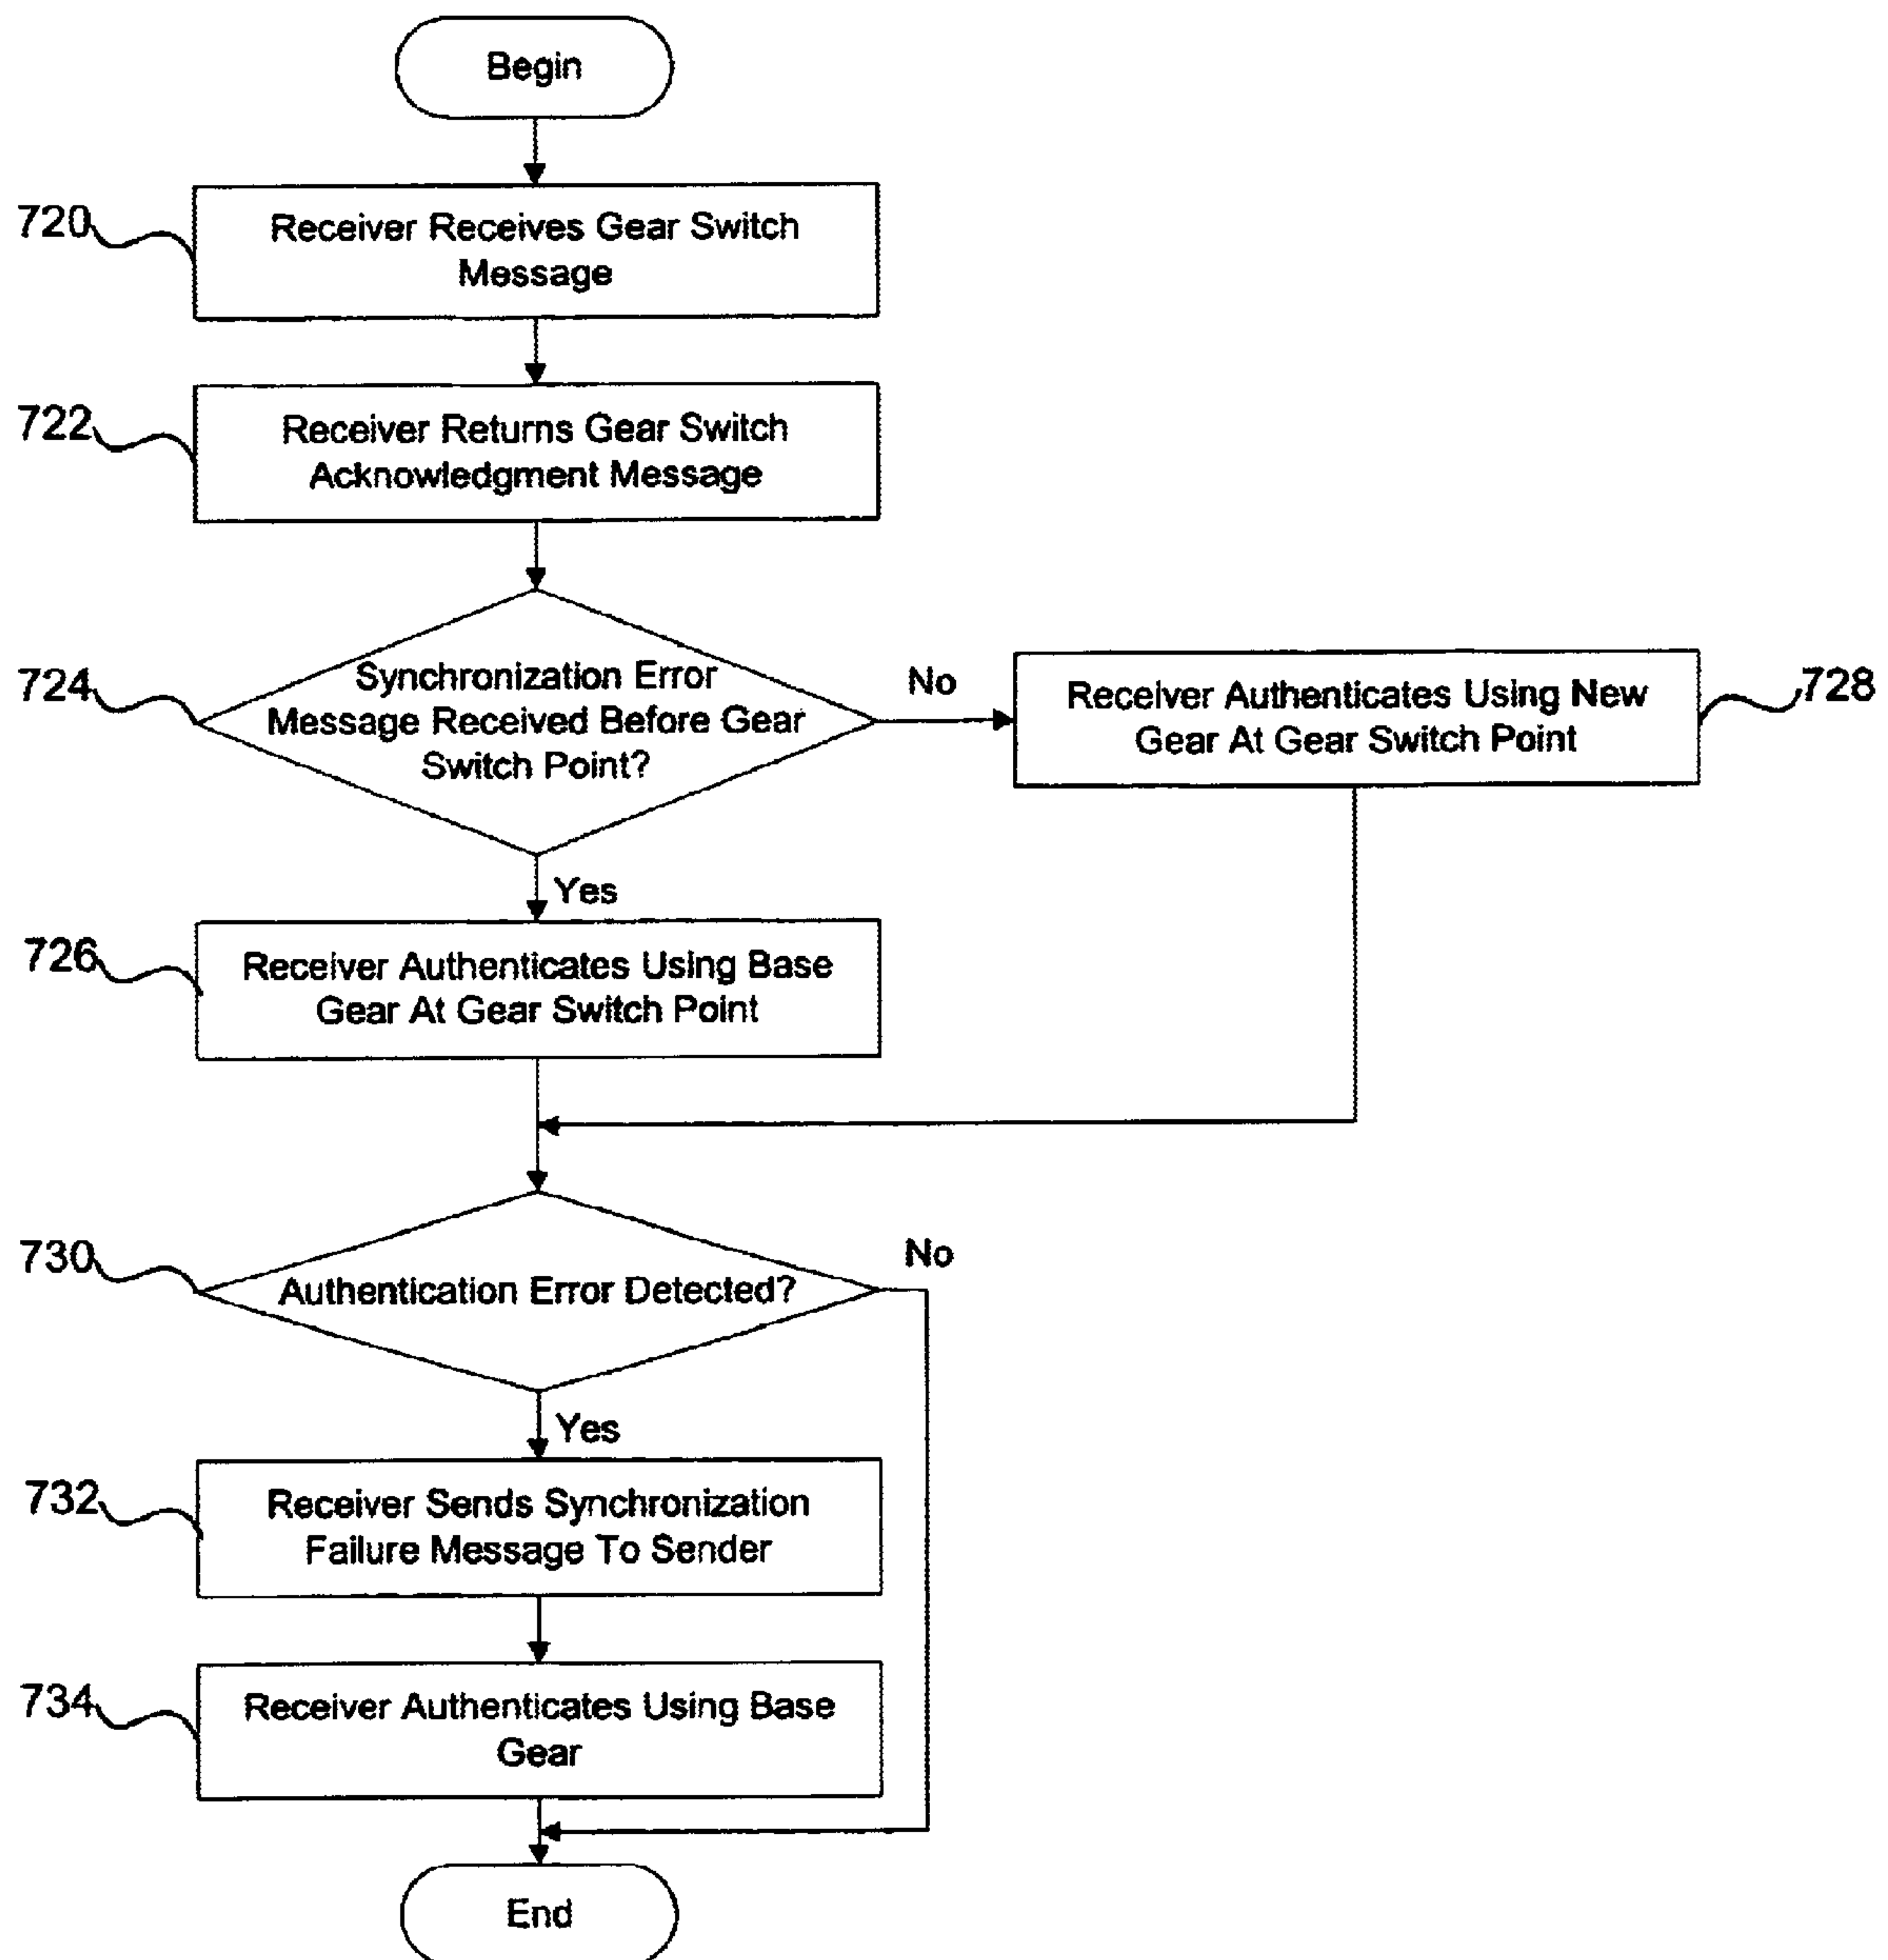 Begin
720
Receiver Receives Gear Switch
Message
722
Receiver Returns Gear Switch
Acknowledgment Message
724
Synchronization Error
Message Received Before Gear
Switch Point?
No
Receiver Authenticates Using New
Gear At Gear Switch Point
728
Yes
726
Receiver Authenticates Using Base
Gear At Gear Switch Point
730
Authentication Error Detected?
No
Yes
732
Receiver Sends Synchronization
Failure Message To Sender
734
Receiver Authenticates Using Base
Gear
End